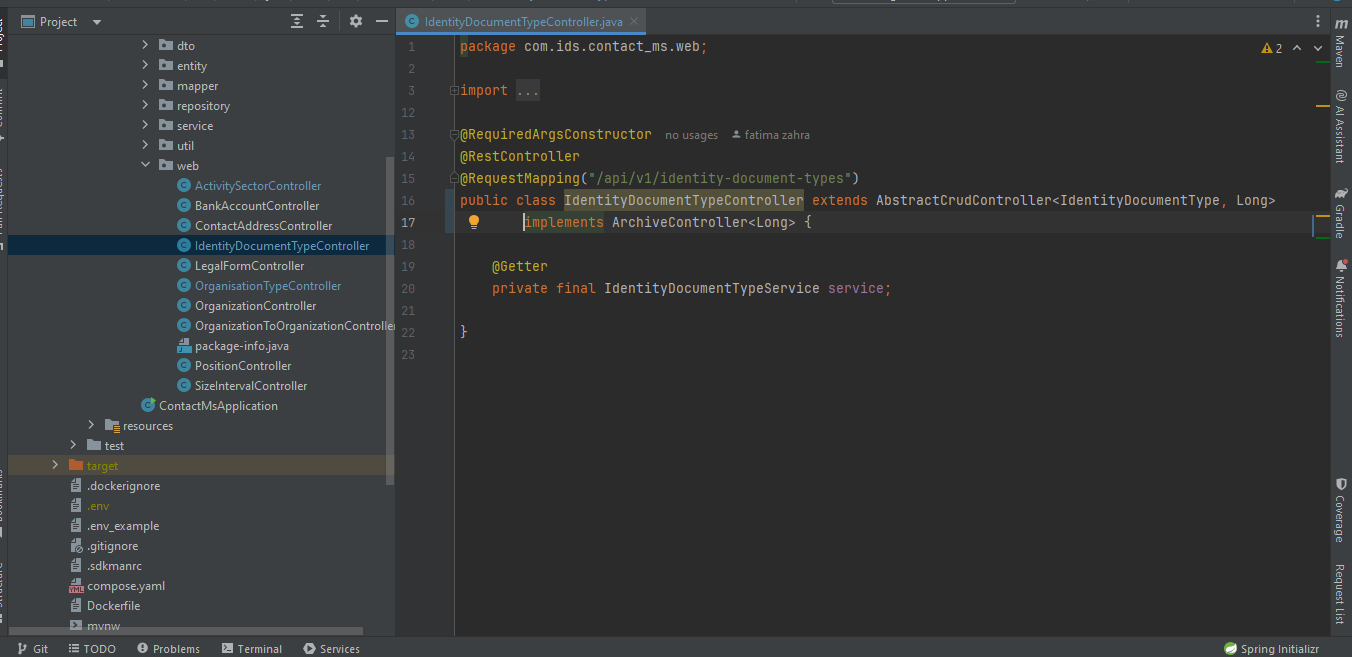 Project
dto
entity
mapper
repository
service
util
web
ActivitySectorController
BankAccountController
ContactAddressController
IdentityDocumentTypeController
LegalFormController
OrganisationTypeController
OrganizationController
OrganizationToOrganizationController
package-info.java
PositionController
SizeIntervalController
ContactMsApplication
resources
test
target
.dockerignore
.env
.env_example
.gitignore
.sdkmanrc
compose.yaml
Dockerfile
mvnw
IdentityDocumentTypeController.java
1 package com.ids.contact_ms.web;
2
3 import ...
12
13 @RequiredArgsConstructor no usages fatima zahra
14 @RestController
15 @RequestMapping("/api/v1/identity-document-types")
16 public class IdentityDocumentTypeController extends AbstractCrudController<IdentityDocumentType, Long>
17 implements ArchiveController<Long> {
18
19 @Getter
20 private final IdentityDocumentTypeService service;
21
22 }
23
2
Maven
AI Assistant
Gradle
Notifications
Coverage
Request List
Git
TODO
Problems
Terminal
Services
Spring Initializr